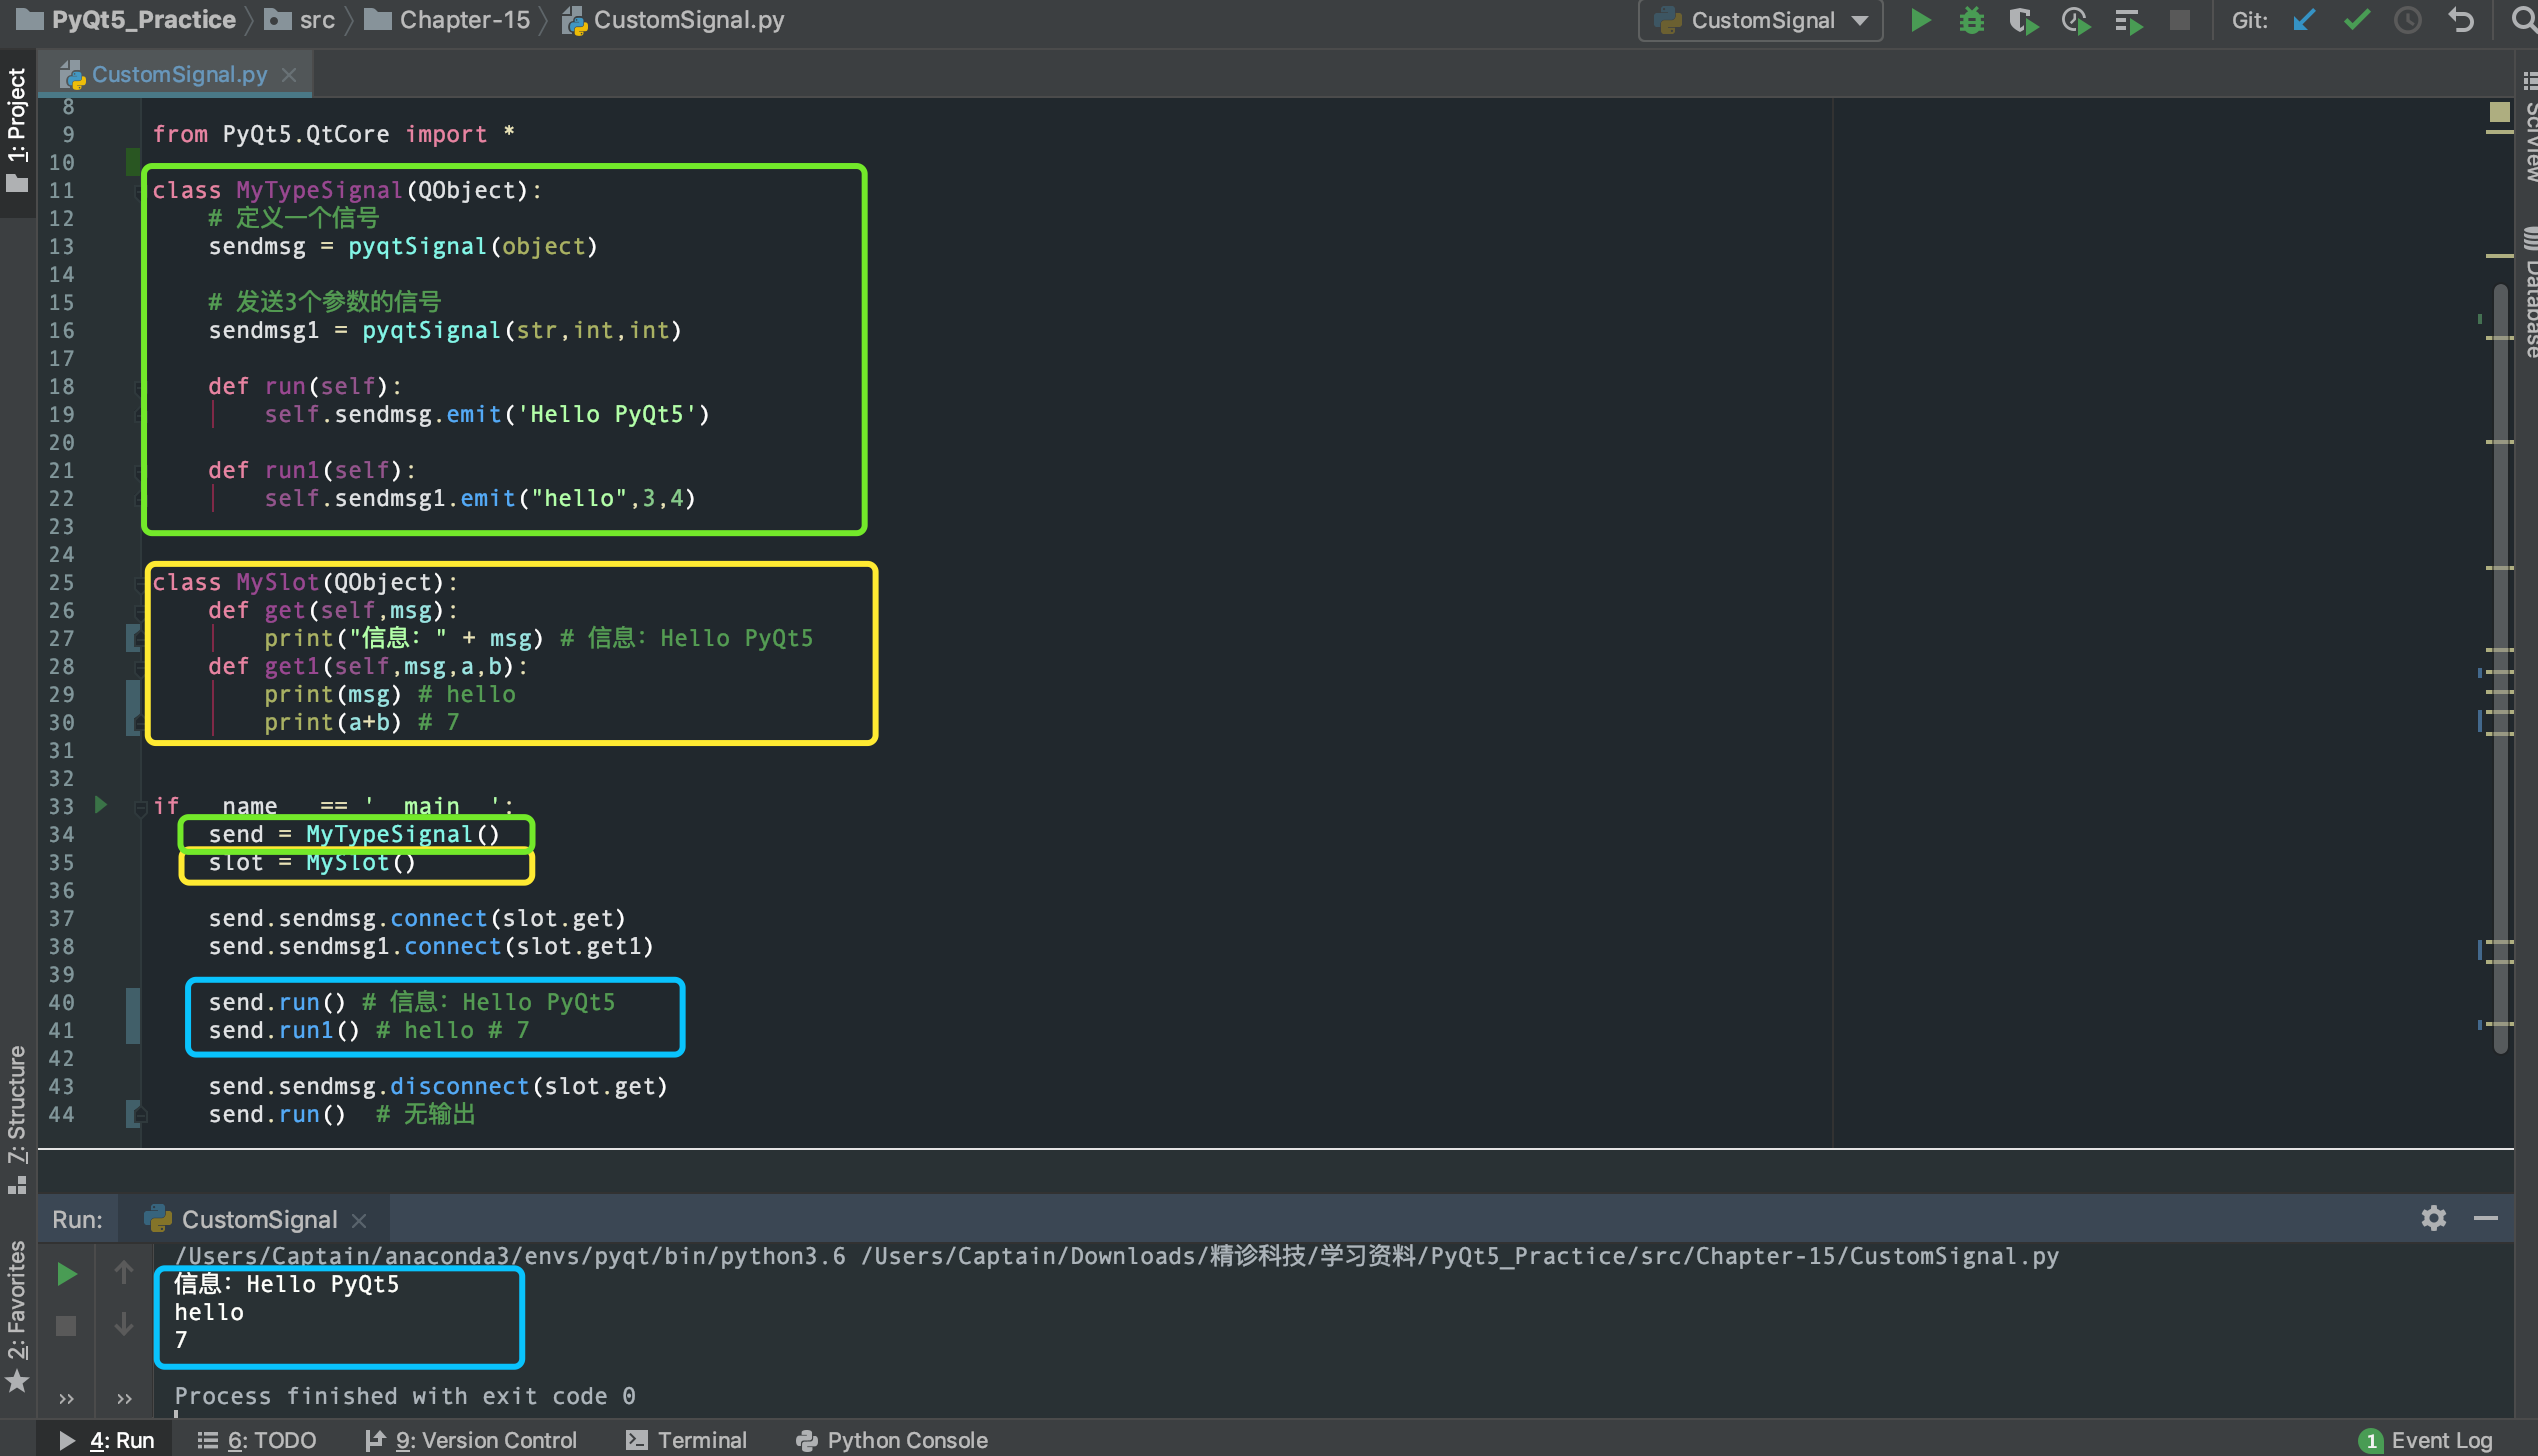 PyQt5_Practice src Chapter-15 CustomSignal.py CustomSignal Git:
CustomSignal.py
1: Project
SciView
Database
8
9 from PyQt5.QtCore import *
10
11 class MyTypeSignal(QObject):
12 # 定义一个信号
13 sendmsg = pyqtSignal(object)
14
15 # 发送3个参数的信号
16 sendmsg1 = pyqtSignal(str,int,int)
17
18 def run(self):
19 self.sendmsg.emit('Hello PyQt5')
20
21 def run1(self):
22 self.sendmsg1.emit("hello",3,4)
23
24
25 class MySlot(QObject):
26 def get(self,msg):
27 print("信息：" + msg) # 信息：Hello PyQt5
28 def get1(self,msg,a,b):
29 print(msg) # hello
30 print(a+b) # 7
31
32
33 if __name__ == '__main__':
34 send = MyTypeSignal()
35 slot = MySlot()
36
37 send.sendmsg.connect(slot.get)
38 send.sendmsg1.connect(slot.get1)
39
40 send.run() # 信息：Hello PyQt5
41 send.run1() # hello # 7
42
43 send.sendmsg.disconnect(slot.get)
44 send.run() # 无输出
7: Structure
2: Favorites
Run: CustomSignal
/Users/Captain/anaconda3/envs/pyqt/bin/python3.6 /Users/Captain/Downloads/精诊科技/学习资料/PyQt5_Practice/src/Chapter-15/CustomSignal.py
信息：Hello PyQt5
hello
7
Process finished with exit code 0
4: Run 6: TODO 9: Version Control Terminal Python Console 1 Event Log